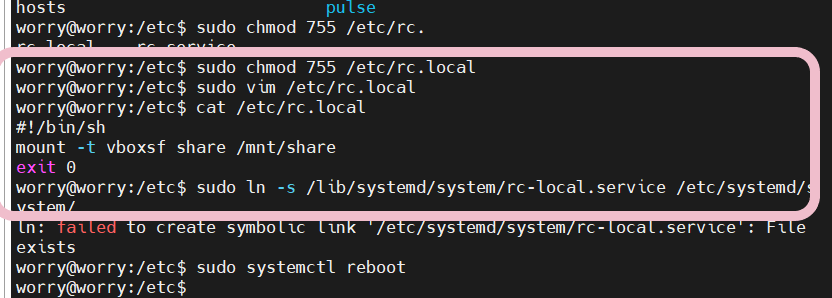 hosts pulse
worry@worry:/etc$ sudo chmod 755 /etc/rc.
rc.local rc.service
worry@worry:/etc$ sudo chmod 755 /etc/rc.local
worry@worry:/etc$ sudo vim /etc/rc.local
worry@worry:/etc$ cat /etc/rc.local
#!/bin/sh
mount -t vboxsf share /mnt/share
exit 0
worry@worry:/etc$ sudo ln -s /lib/systemd/system/rc-local.service /etc/systemd/s
ystem/
ln: failed to create symbolic link '/etc/systemd/system/rc-local.service': File
exists
worry@worry:/etc$ sudo systemctl reboot
worry@worry:/etc$